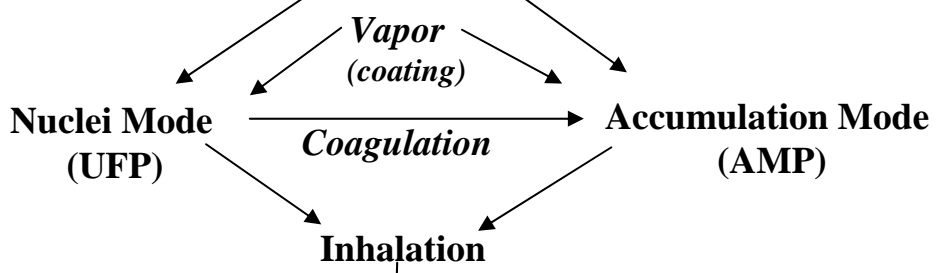 Vapor
(coating)
Nuclei Mode
(UFP)
Coagulation
Accumulation Mode
(AMP)
Inhalation